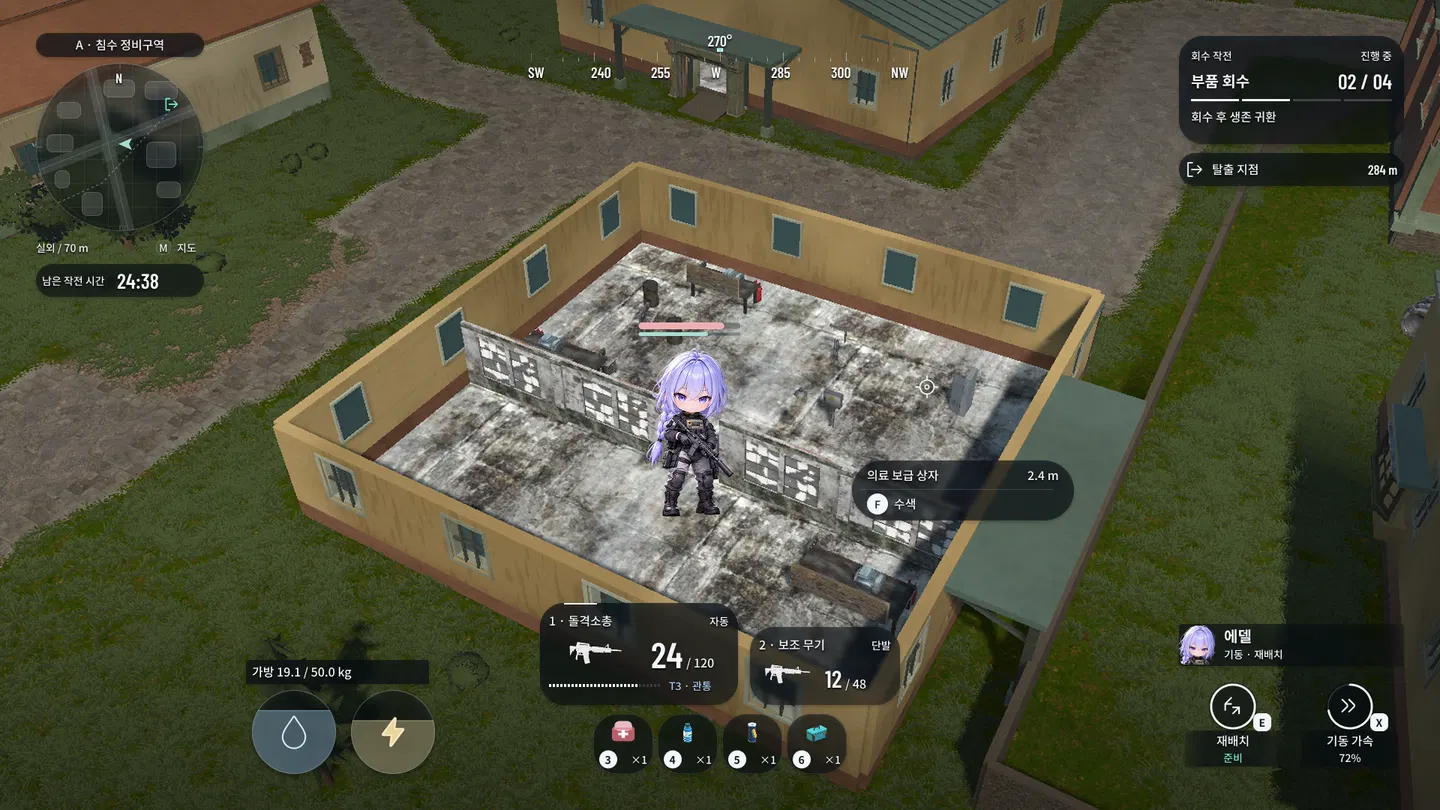 A · 침수 정비구역
N
실외 / 70 m
M 지도
남은 작전 시간 24:38
270°
SW 240 255 W 285 300 NW
회수 작전 진행 중
부품 회수 02 / 04
회수 후 생존 귀환
탈출 지점 284 m
의료 보급 상자 2.4 m
F 수색
가방 19.1 / 50.0 kg
1 · 돌격소총 자동
24 / 120
T3 · 관통
2 · 보조 무기 단발
12 / 48
3 ×1
4 ×1
5 ×1
6 ×1
에델
기동 · 재배치
E
재배치
준비
X
기동 가속
72%